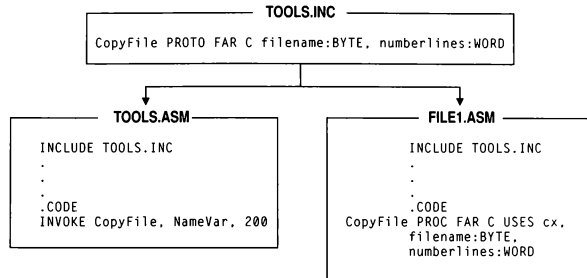 TOOLS.INC
CopyFile PROTO FAR C filename:BYTE, numberlines:WORD
TOOLS.ASM
INCLUDE TOOLS.INC
.
.
.
.CODE
INVOKE CopyFile, NameVar, 200
FILE1.ASM
INCLUDE TOOLS.INC
.
.
.
.CODE
CopyFile PROC FAR C USES cx,
filename:BYTE,
numberlines:WORD